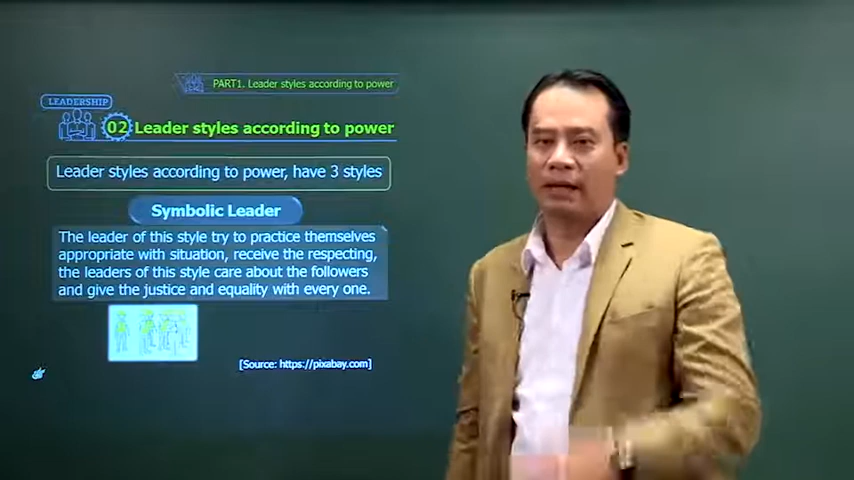 PART1. Leader styles according to power
LEADERSHIP
02 Leader styles according to power
Leader styles according to power, have 3 styles
Symbolic Leader
The leader of this style try to practice themselves
appropriate with situation, receive the respecting,
the leaders of this style care about the followers
and give the justice and equality with every one.
[Source: https://pixabay.com]